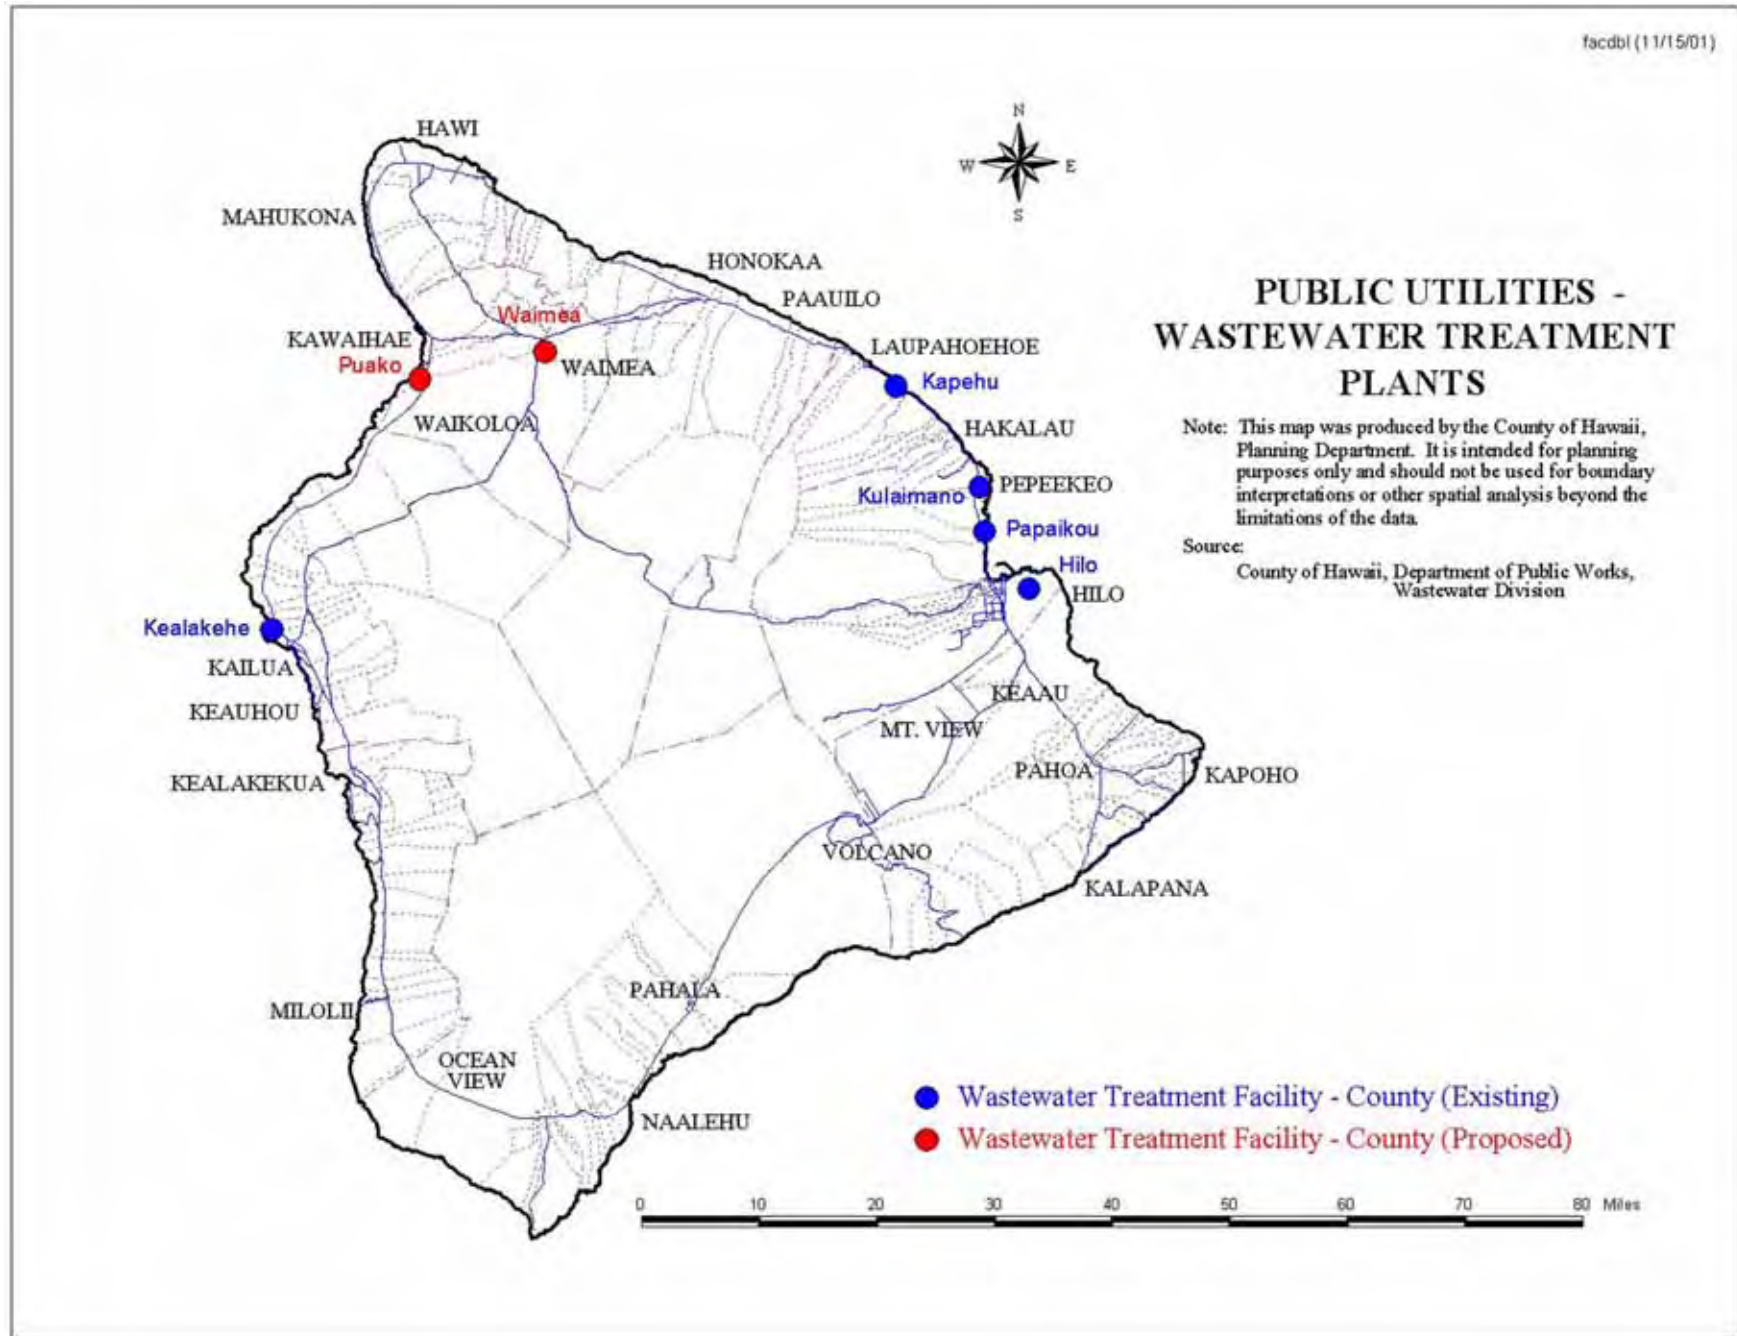 facdbl (11/15/01)
N
W E
S
HAWI
MAHUKONA
HONOKAA
PAAUILO
PUBLIC UTILITIES -
WASTEWATER TREATMENT
PLANTS
Waimea
KAWAIHAE
Puako
WAIMEA
LAUPAHOEHOE
Kapehu
WAIKOLOA
HAKALAU
Note: This map was produced by the County of Hawaii,
Planning Department. It is intended for planning
purposes only and should not be used for boundary
interpretations or other spatial analysis beyond the
limitations of the data.
Source:
County of Hawaii, Department of Public Works,
Wastewater Division
Kulaimano
PEPEEKEO
Papaikou
Hilo
HILO
Kealakehe
KAILUA
KEAUHOU
KEAAU
MT. VIEW
KEALAKEKUA
PAHOA
KAPOHO
VOLCANO
KALAPANA
PAHALA
MILOLII
OCEAN
VIEW
NAALEHU
Wastewater Treatment Facility - County (Existing)
Wastewater Treatment Facility - County (Proposed)
0 10 20 30 40 50 60 70 80 Miles